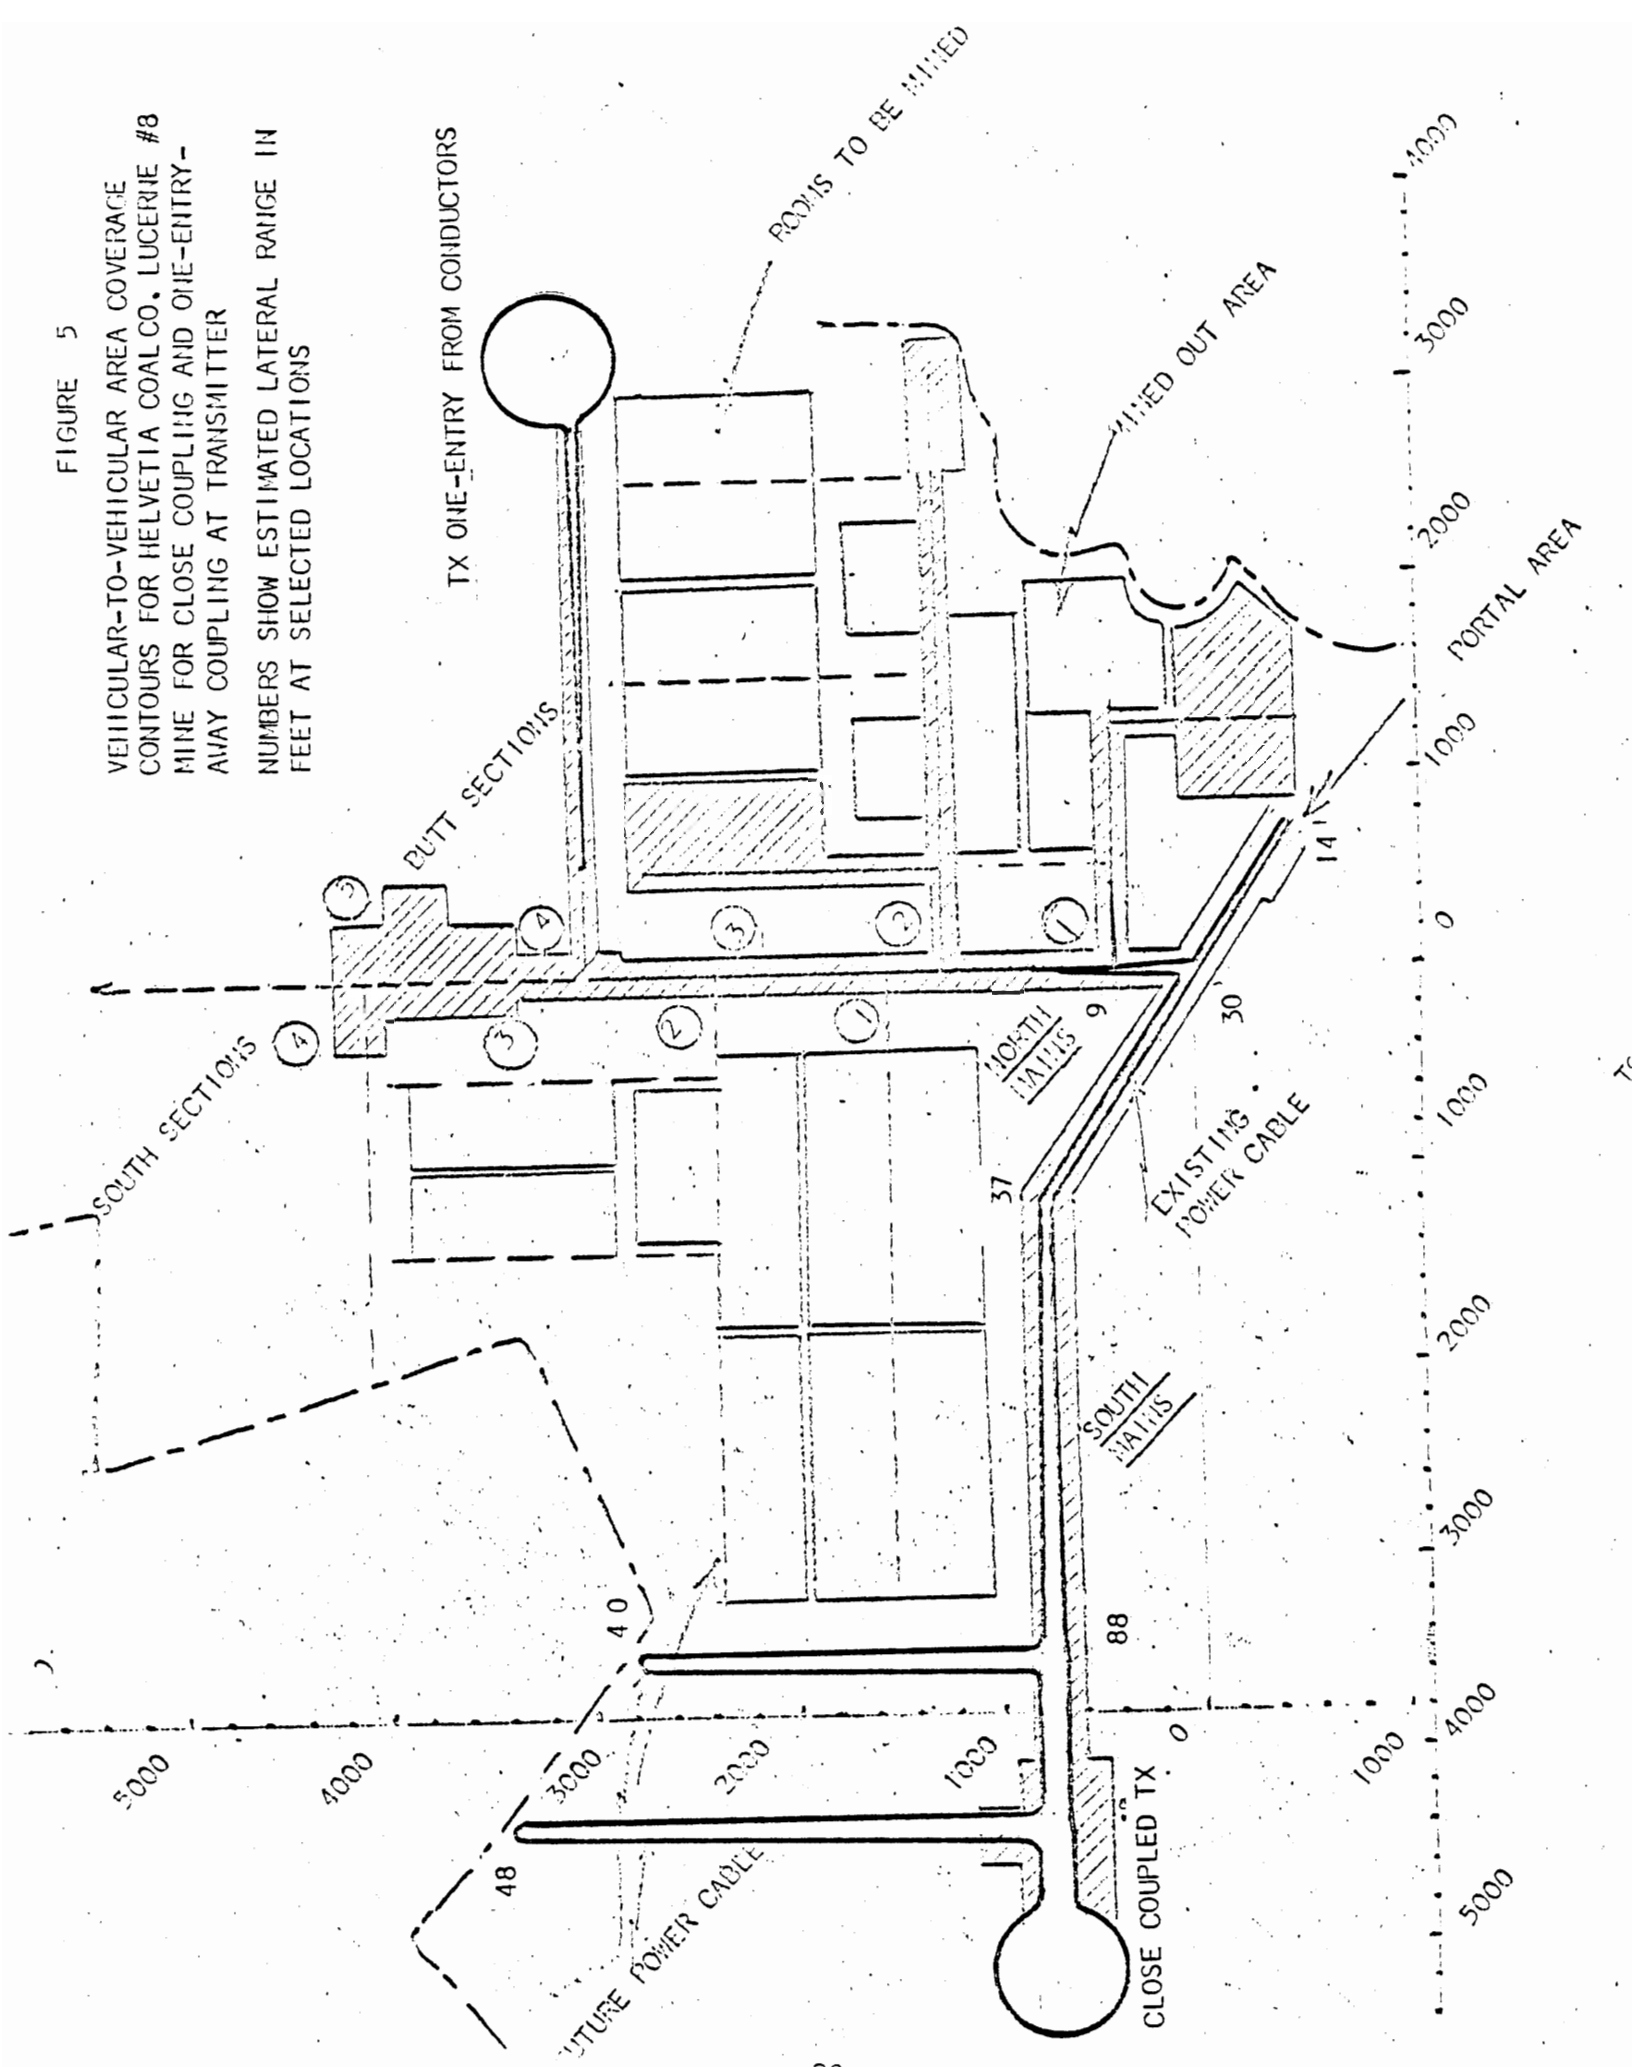 FIGURE 5
VEHICULAR-TO-VEHICULAR AREA COVERAGE
CONTOURS FOR HELVETIA COAL CO. LUCERNE #8
MINE FOR CLOSE COUPLING AND ONE-ENTRY-
AWAY COUPLING AT TRANSMITTER
NUMBERS SHOW ESTIMATED LATERAL RANGE IN
FEET AT SELECTED LOCATIONS
TX ONE-ENTRY FROM CONDUCTORS
ROOMS TO BE MINED
MINED OUT AREA
PORTAL AREA
BUTT SECTIONS
SOUTH SECTIONS
5
4
3
2
1
4
3
2
1
NORTH
MAINS
9
30
14
37
EXISTING
POWER CABLE
SOUTH
MAINS
40
48
88
FUTURE POWER CABLE
CLOSE COUPLED TX
5000
4000
3000
2000
1000
0
1000
5000
4000
3000
2000
1000
0
1000
2000
3000
4000